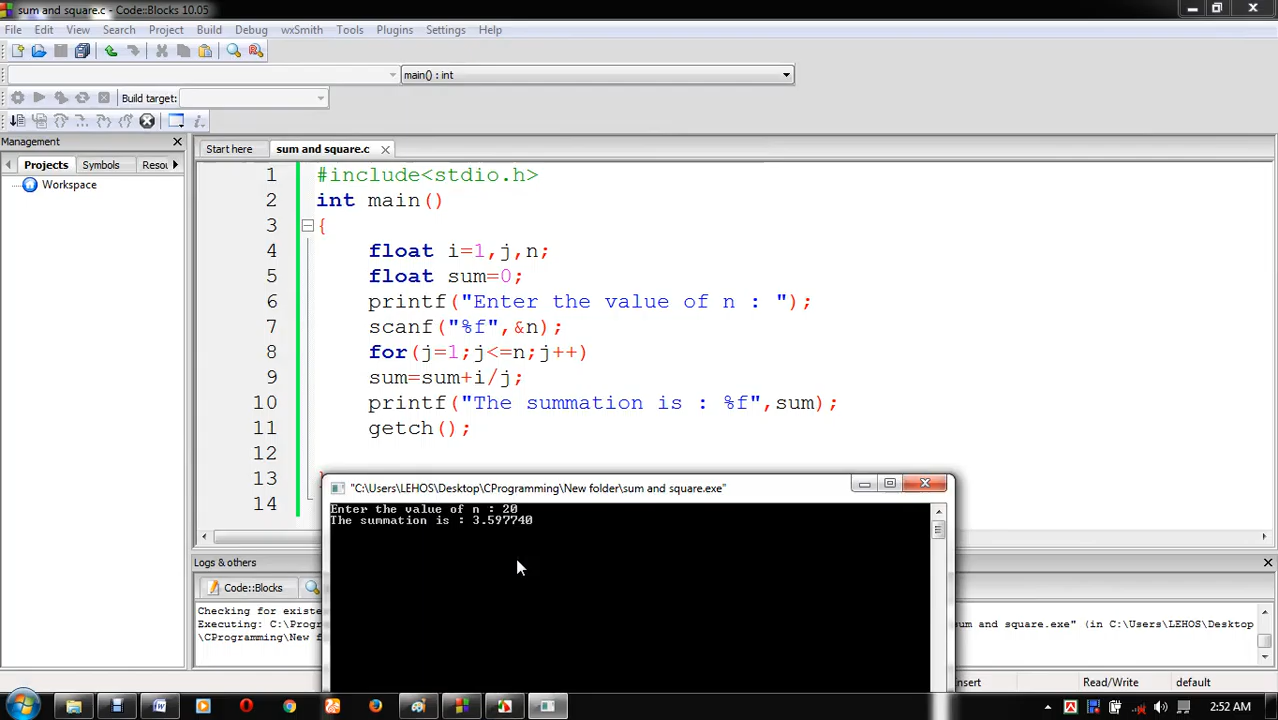 sum and square.c - Code::Blocks 10.05
File Edit View Search Project Build Debug wxSmith Tools Plugins Settings Help
main() : int
Build target:
Management
Projects Symbols Resou
Workspace
Start here sum and square.c
1 #include<stdio.h>
2 int main()
3 {
4 float i=1,j,n;
5 float sum=0;
6 printf("Enter the value of n : ");
7 scanf("%f",&n);
8 for(j=1;j<=n;j++)
9 sum=sum+i/j;
10 printf("The summation is : %f",sum);
11 getch();
12
13
14
"C:\Users\LEHOS\Desktop\CProgramming\New folder\sum and square.exe"
Enter the value of n : 20
The summation is : 3.597740
Logs & others
Code::Blocks
Checking for existe
Executing: C:\Progr
sum and square.exe" (in C:\Users\LEHOS\Desktop
\CProgramming\New f
Insert Read/Write default
2:52 AM